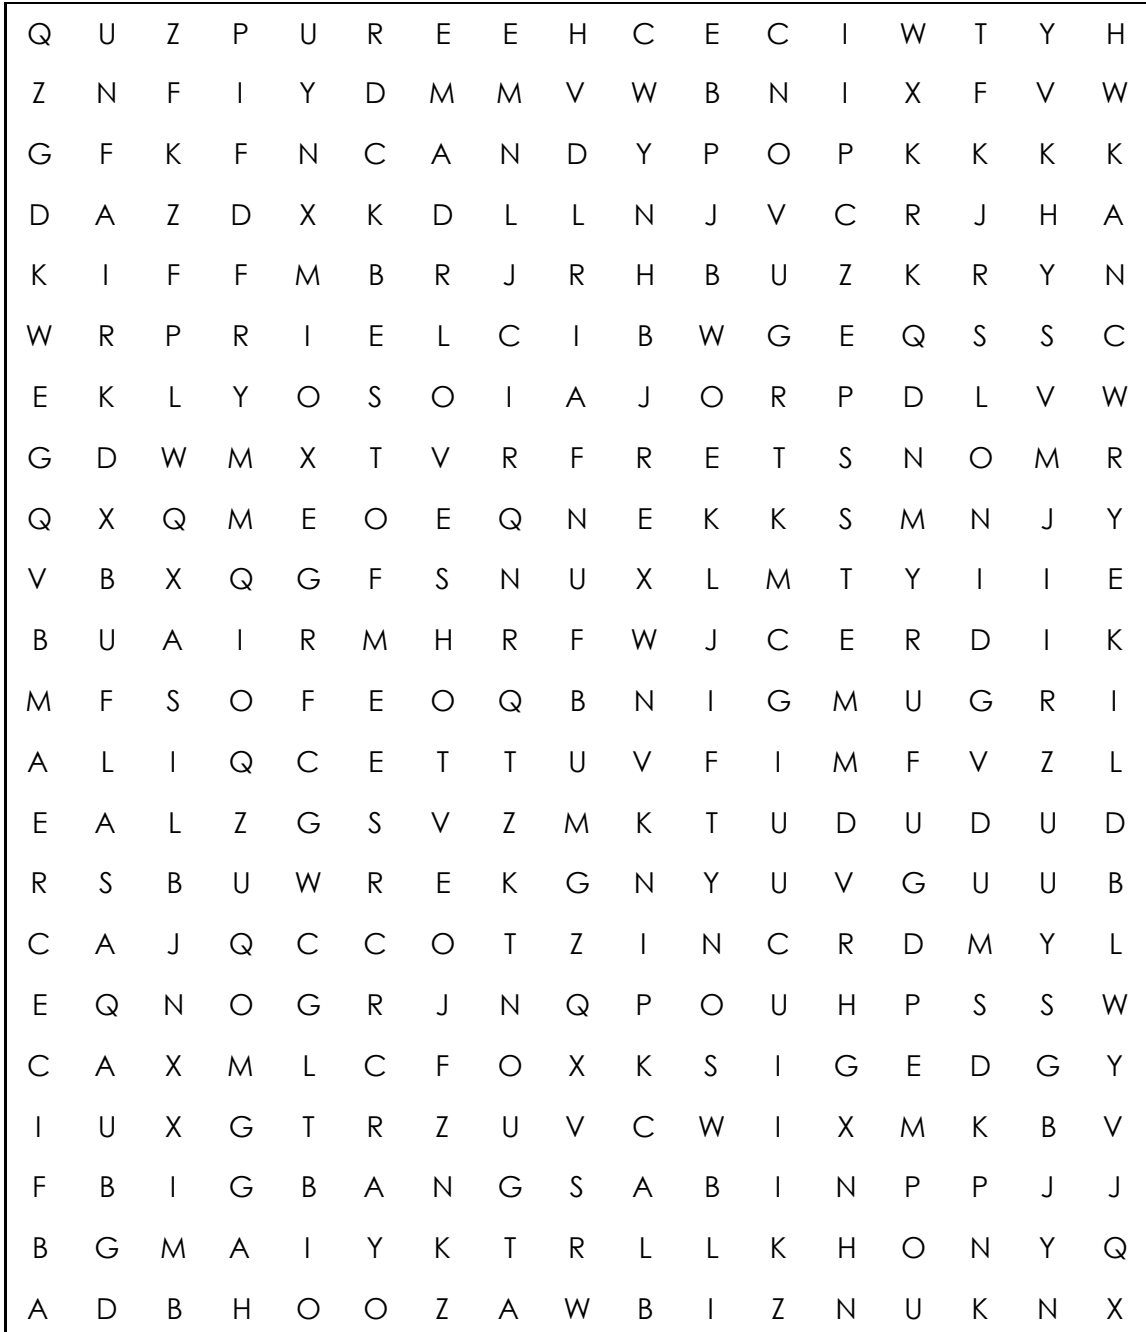 Q U Z P U R E E H C E C I W T Y H
Z N F I Y D M M V W B N I X F V W
G F K F N C A N D Y P O P K K K K
D A Z D X K D L L N J V C R J H A
K I F F M B R J R H B U Z K R Y N
W R P R I E L C I B W G E Q S S C
E K L Y O S O I A J O R P D L V W
G D W M X T V R F R E T S N O M R
Q X Q M E O E Q N E K K S M N J Y
V B X Q G F S N U X L M T Y I I E
B U A I R M H R F W J C E R D I K
M F S O F E O Q B N I G M U G R I
A L I Q C E T T U V F I M F V Z L
E A L Z G S V Z M K T U D U D U D
R S B U W R E K G N Y U V G U U B
C A J Q C C O T Z I N C R D M Y L
E Q N O G R J N Q P O U H P S S W
C A X M L C F O X K S I G E D G Y
I U X G T R Z U V C W I X M K B V
F B I G B A N G S A B I N P P J J
B G M A I Y K T R L L K H O N Y Q
A D B H O O Z A W B I Z N U K N X